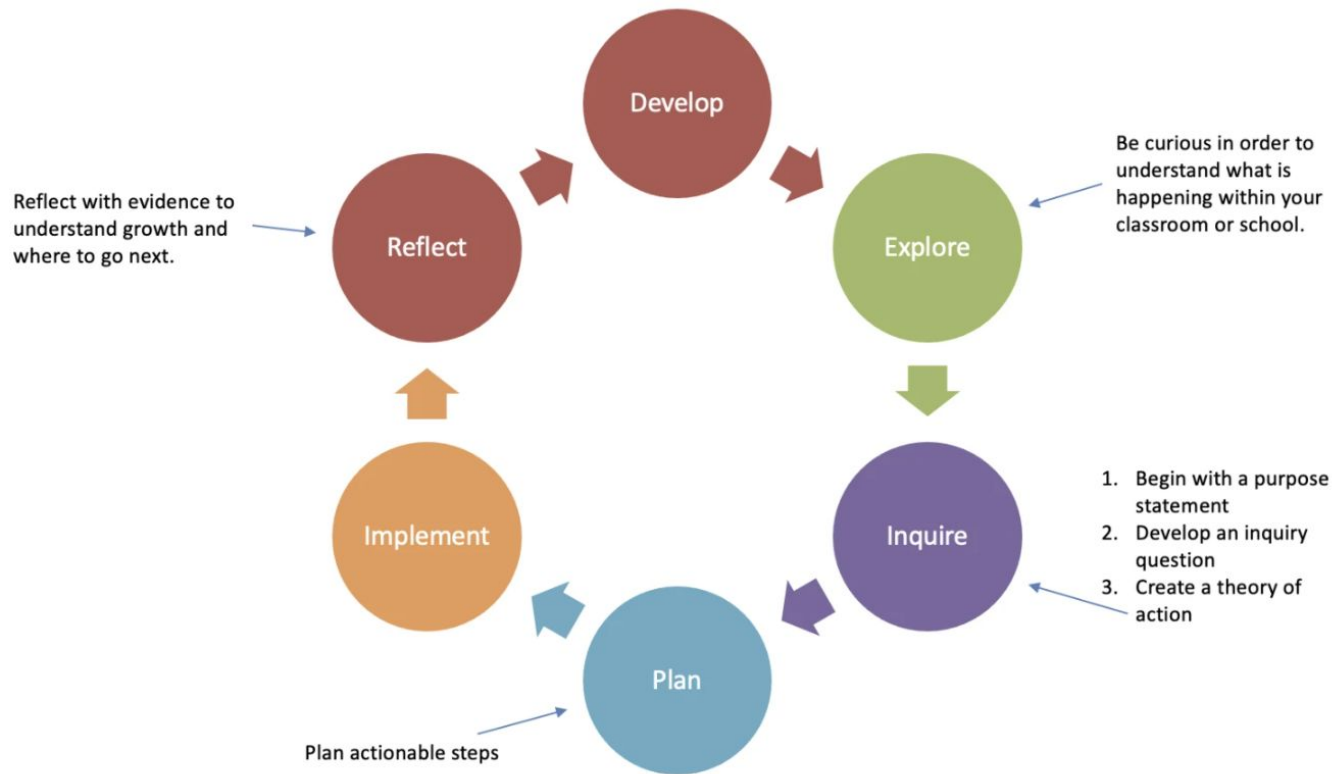 Develop
Be curious in order to
understand what is
happening within your
classroom or school.
Explore
Reflect with evidence to
understand growth and
where to go next.
Reflect
Implement
Inquire
1. Begin with a purpose
statement
2. Develop an inquiry
question
3. Create a theory of
action
Plan
Plan actionable steps